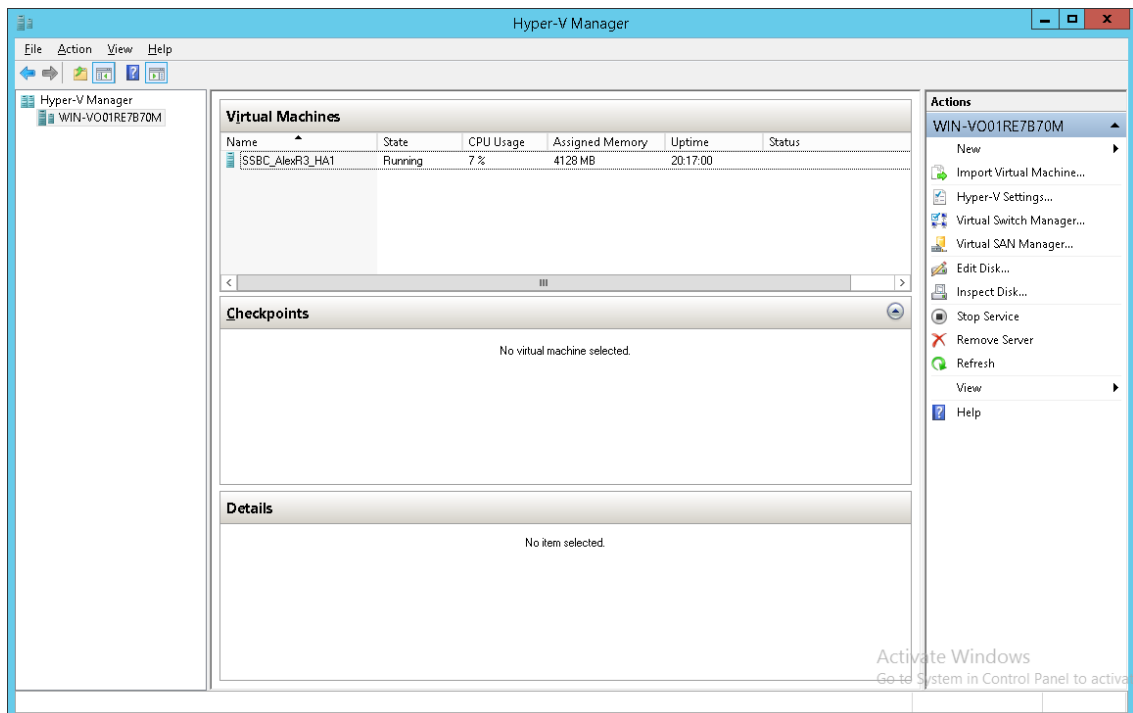 Hyper-V Manager
File Action View Help
Hyper-V Manager
WIN-VO01RE7B70M
Virtual Machines
Name State CPU Usage Assigned Memory Uptime Status
SSBC_AlexR3_HA1 Running 7 % 4128 MB 20:17:00
Checkpoints
No virtual machine selected.
Details
No item selected.
Actions
WIN-VO01RE7B70M
New
Import Virtual Machine...
Hyper-V Settings...
Virtual Switch Manager...
Virtual SAN Manager...
Edit Disk...
Inspect Disk...
Stop Service
Remove Server
Refresh
View
Help
Activate Windows
Go to System in Control Panel to activa